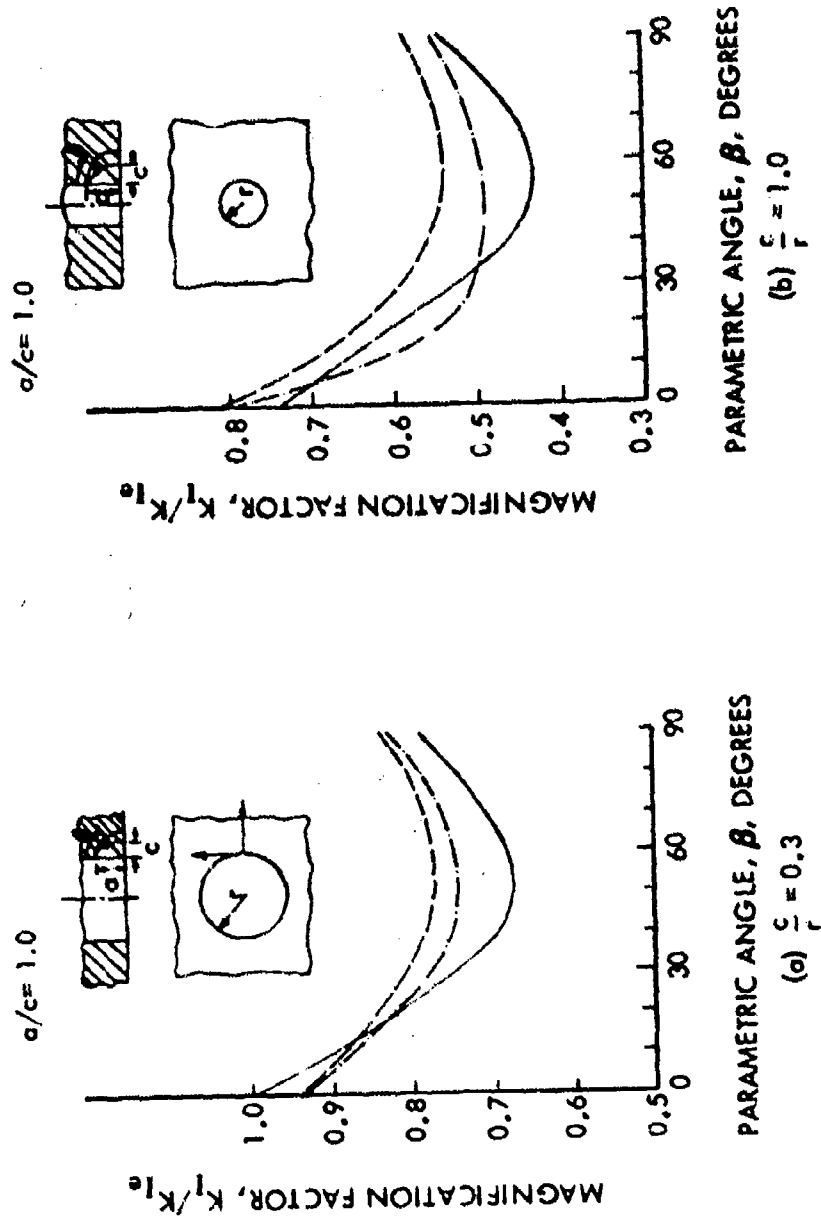 a/c= 1.0
a
c
r
MAGNIFICATION FACTOR, K_I/K_Ie
1.0
0.9
0.8
0.7
0.6
0.5
0
30
60
90
PARAMETRIC ANGLE, β, DEGREES
(a) c/r = 0.3
a/c= 1.0
c
r
MAGNIFICATION FACTOR, K_I/K_Ie
0.8
0.7
0.6
0.5
0.4
0.3
0
30
60
90
PARAMETRIC ANGLE, β, DEGREES
(b) c/r = 1.0